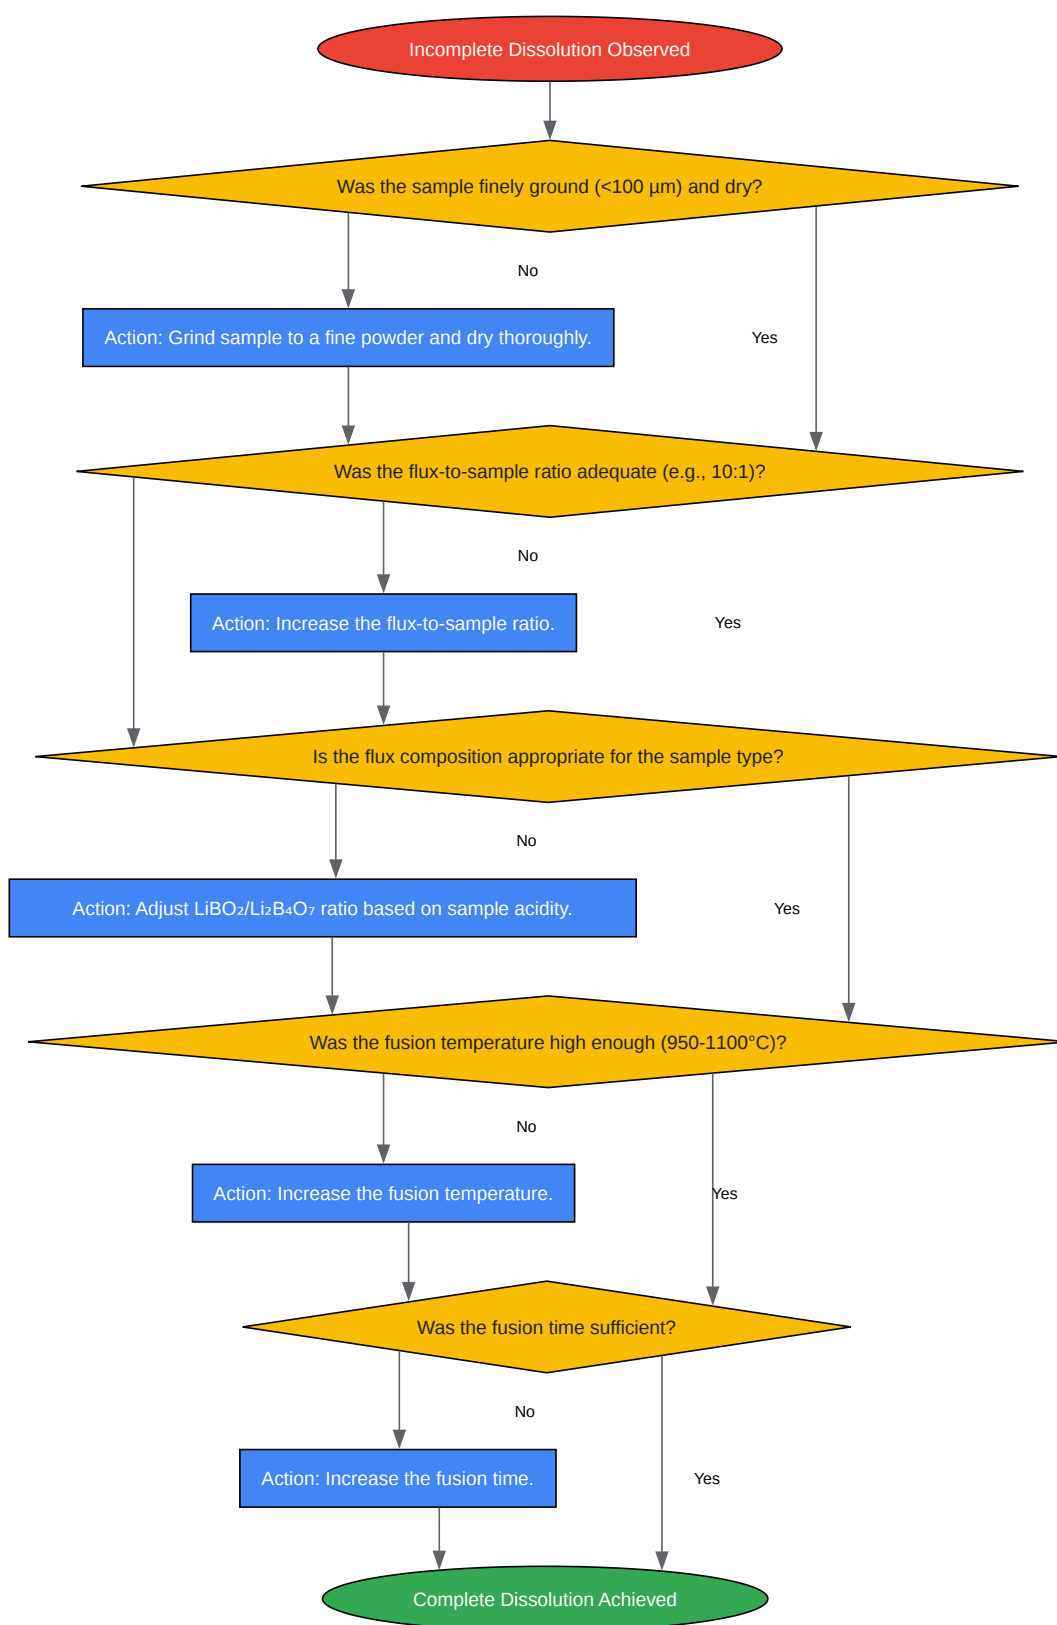 Incomplete Dissolution Observed
Was the sample finely ground (<100 µm) and dry?
No
Action: Grind sample to a fine powder and dry thoroughly.
Yes
Was the flux-to-sample ratio adequate (e.g., 10:1)?
No
Action: Increase the flux-to-sample ratio.
Yes
Is the flux composition appropriate for the sample type?
No
Action: Adjust LiBO₂/Li₂B₄O₇ ratio based on sample acidity.
Yes
Was the fusion temperature high enough (950-1100°C)?
No
Action: Increase the fusion temperature.
Yes
Was the fusion time sufficient?
No
Action: Increase the fusion time.
Yes
Complete Dissolution Achieved